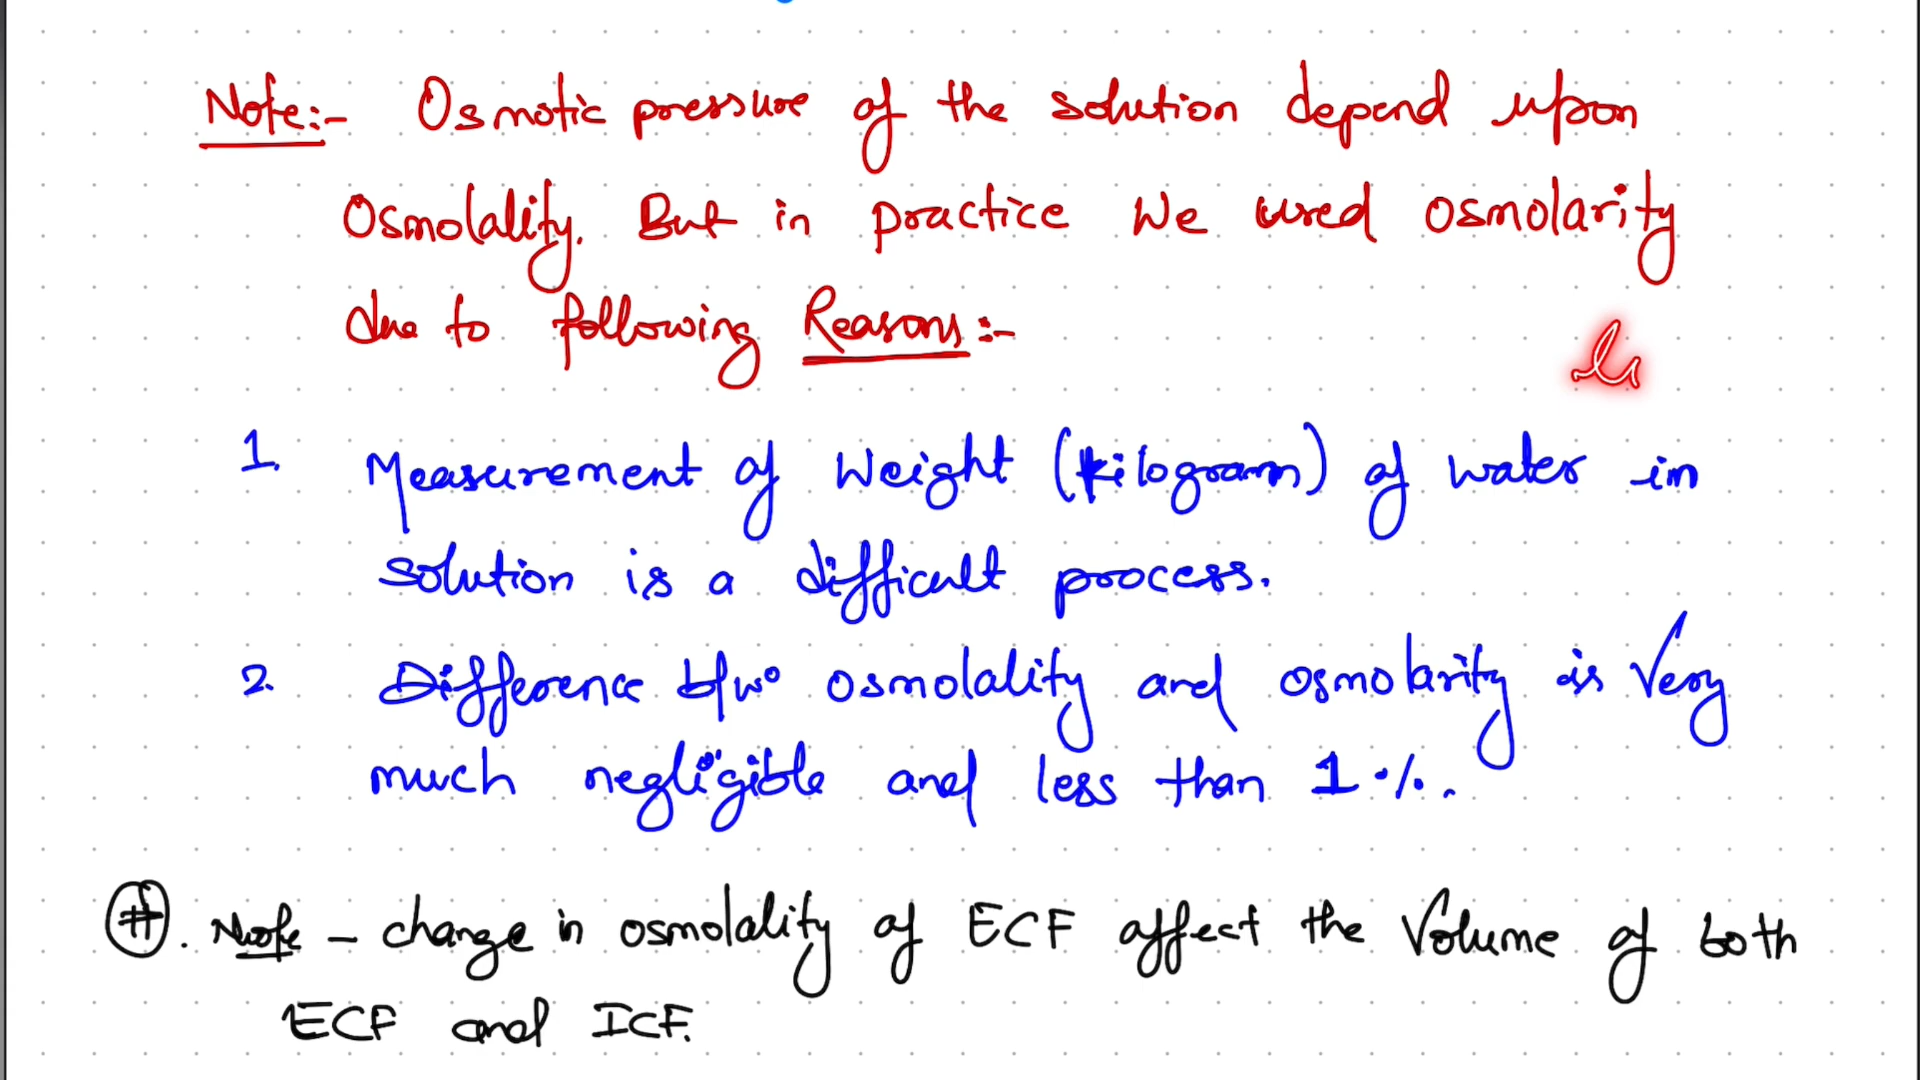 Note:- Osmotic pressure of the solution depend upon
Osmolality. But in practice we used osmolarity
due to following Reasons:-
1. Measurement of weight (kilogram) of water in
solution is a difficult process.
2. Difference b/wo osmolality and osmolarity is very
much negligible and less than 1%.
#. Note - change in osmolality of ECF affect the volume of both
ECF and ICF.